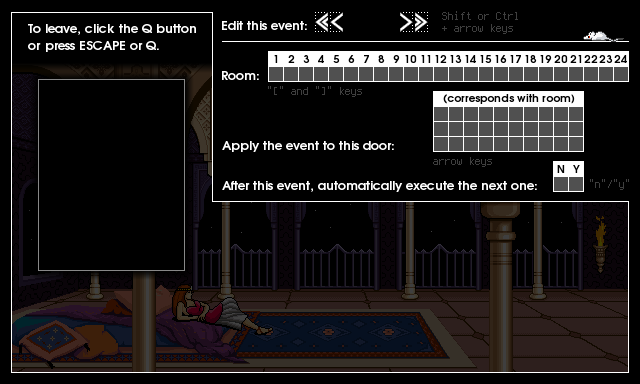 To leave, click the Q button
or press ESCAPE or Q.
Edit this event:
Shift or Ctrl
+ arrow keys
1 2 3 4 5 6 7 8 9 10 11 12 13 14 15 16 17 18 19 20 21 22 23 24
Room:
"[" and "]" keys
(corresponds with room)
Apply the event to this door:
arrow keys
N Y
After this event, automatically execute the next one:
"n"/"y"